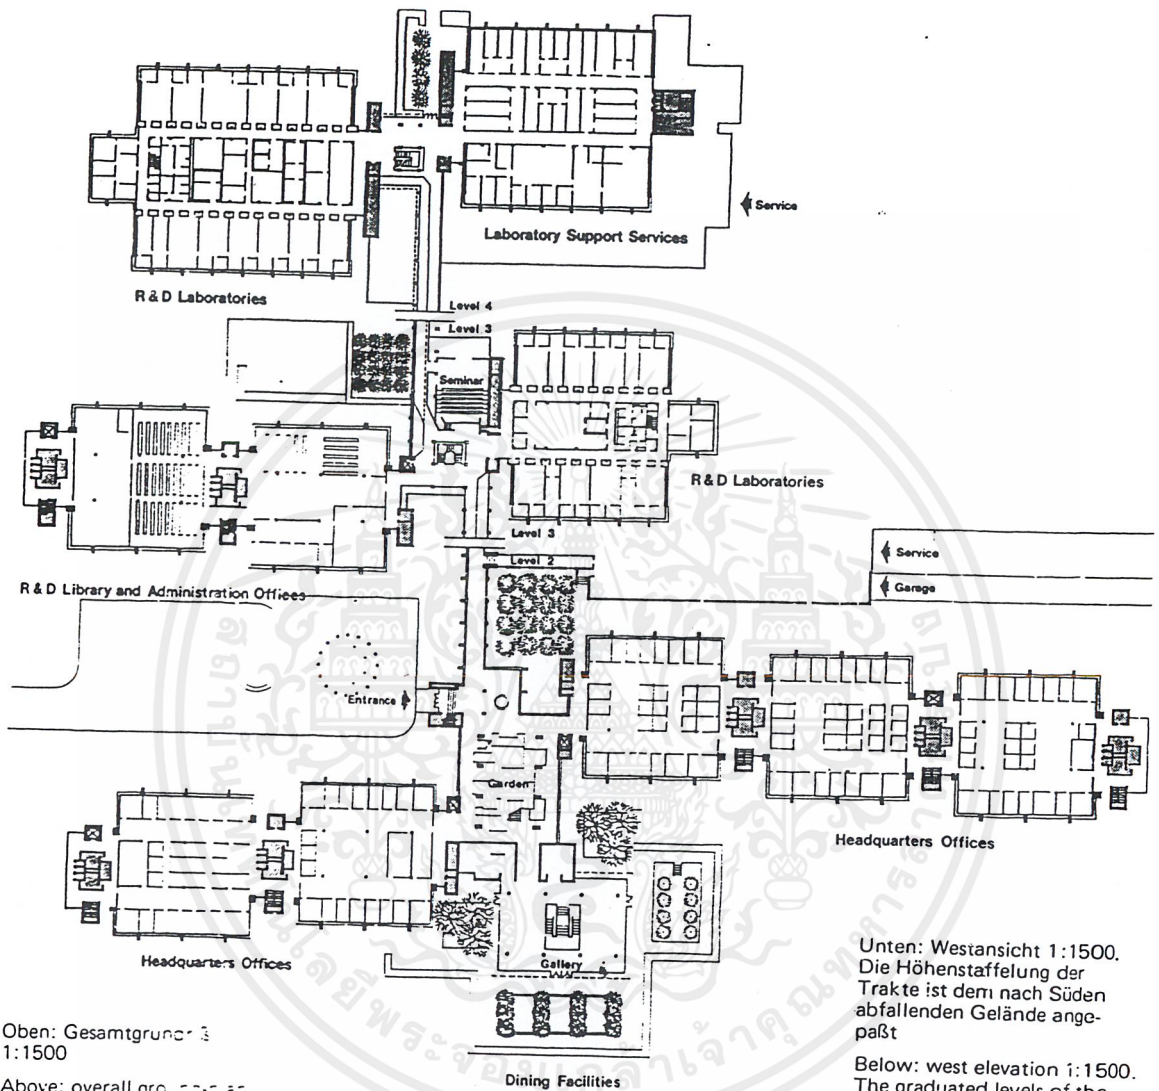 Service
Laboratory Support Services
R & D Laboratories
Level 4
Level 3
Seminar
R & D Laboratories
Level 3
Service
Level 2
Garage
R & D Library and Administration Offices
Entrance
Garden
Headquarters Offices
Headquarters Offices
Gallery
Dining Facilities
Oben:
1:1500
Above: overall
Unten: Westansicht 1:1500.
Die Höhenstaffelung der
Trakte ist dem nach Süden
abfallenden Gelände ange-
paßt
Below: west elevation 1:1500.
The graduated levels of the